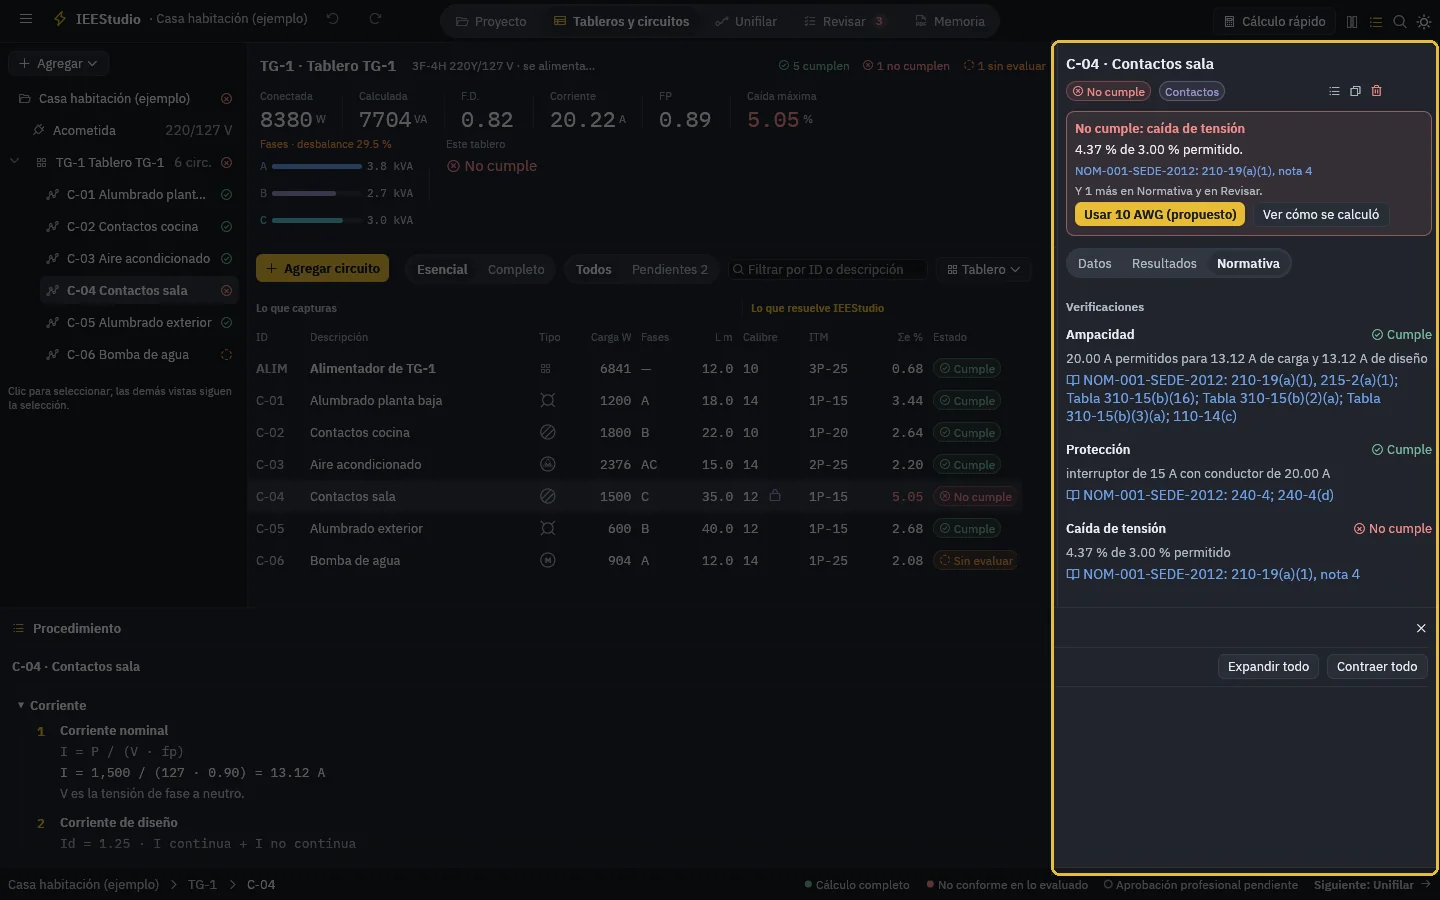 IEEStudio · Casa habitación (ejemplo)
Proyecto
Tableros y circuitos
Unifilar
Revisar 3
Memoria
Cálculo rápido
+ Agregar
Casa habitación (ejemplo)
Acometida 220/127 V
TG-1 Tablero TG-1 6 circ.
C-01 Alumbrado plant...
C-02 Contactos cocina
C-03 Aire acondicionado
C-04 Contactos sala
C-05 Alumbrado exterior
C-06 Bomba de agua
Clic para seleccionar; las demás vistas siguen
la selección.
TG-1 · Tablero TG-1 3F-4H 220Y/127 V · se alimenta...
5 cumplen 1 no cumplen 1 sin evaluar
Conectada Calculada F.D. Corriente FP Caída máxima
8380 W 7704 VA 0.82 20.22 A 0.89 5.05 %
Fases · desbalance 29.5 % Este tablero
A 3.8 kVA No cumple
B 2.7 kVA
C 3.0 kVA
+ Agregar circuito Esencial Completo Todos Pendientes 2 Filtrar por ID o descripción Tablero
Lo que capturas Lo que resuelve IEEStudio
ID Descripción Tipo Carga W Fases L m Calibre ITM Σe % Estado
ALIM Alimentador de TG-1 6841 — 12.0 10 3P-25 0.68 Cumple
C-01 Alumbrado planta baja 1200 A 18.0 14 1P-15 3.44 Cumple
C-02 Contactos cocina 1800 B 22.0 10 1P-20 2.64 Cumple
C-03 Aire acondicionado 2376 AC 15.0 14 2P-25 2.20 Cumple
C-04 Contactos sala 1500 C 35.0 12 1P-15 5.05 No cumple
C-05 Alumbrado exterior 600 B 40.0 12 1P-15 2.68 Cumple
C-06 Bomba de agua M 904 A 12.0 14 1P-25 2.08 Sin evaluar
C-04 · Contactos sala
No cumple Contactos
No cumple: caída de tensión
4.37 % de 3.00 % permitido.
NOM-001-SEDE-2012: 210-19(a)(1), nota 4
Y 1 más en Normativa y en Revisar.
Usar 10 AWG (propuesto) Ver cómo se calculó
Datos Resultados Normativa
Verificaciones
Ampacidad Cumple
20.00 A permitidos para 13.12 A de carga y 13.12 A de diseño
NOM-001-SEDE-2012: 210-19(a)(1), 215-2(a)(1);
Tabla 310-15(b)(16); Tabla 310-15(b)(2)(a); Tabla
310-15(b)(3)(a); 110-14(c)
Protección Cumple
interruptor de 15 A con conductor de 20.00 A
NOM-001-SEDE-2012: 240-4; 240-4(d)
Caída de tensión No cumple
4.37 % de 3.00 % permitido
NOM-001-SEDE-2012: 210-19(a)(1), nota 4
Procedimiento
C-04 · Contactos sala
Expandir todo Contraer todo
Corriente
1 Corriente nominal
I = P / (V · fp)
I = 1,500 / (127 · 0.90) = 13.12 A
V es la tensión de fase a neutro.
2 Corriente de diseño
Id = 1.25 · I continua + I no continua
Casa habitación (ejemplo) > TG-1 > C-04
Cálculo completo No conforme en lo evaluado Aprobación profesional pendiente Siguiente: Unifilar →